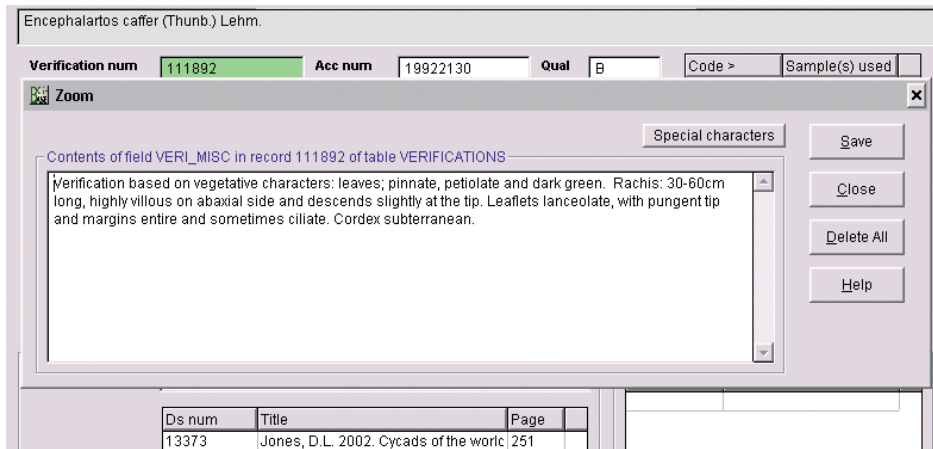 Encephalartos caffer (Thunb.) Lehm.
Verification num 111892 Acc num 19922130 Qual B Code > Sample(s) used
Zoom
Special characters
Contents of field VERI_MISC in record 111892 of table VERIFICATIONS
Verification based on vegetative characters: leaves; pinnate, petiolate and dark green. Rachis: 30-60cm
long, highly villous on abaxial side and descends slightly at the tip. Leaflets lanceolate, with pungent tip
and margins entire and sometimes ciliate. Cordex subterranean.
Save
Close
Delete All
Help
Ds num Title Page
13373 Jones, D.L. 2002. Cycads of the 251